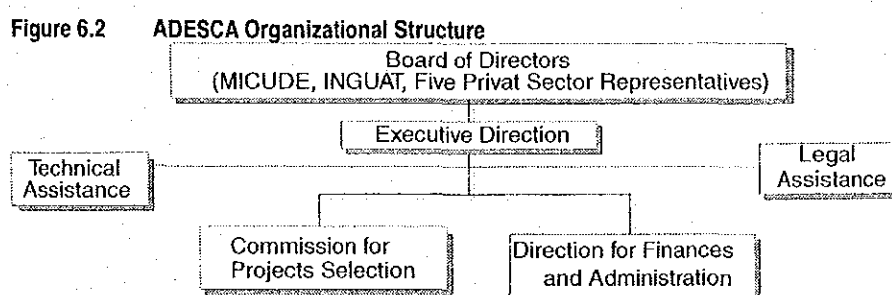 Figure 6.2 ADESCA Organizational Structure
Board of Directors
(MICUDE, INGUAT, Five Privat Sector Representatives)
Executive Direction
Technical
Assistance
Legal
Assistance
Commission for
Projects Selection
Direction for Finances
and Administration